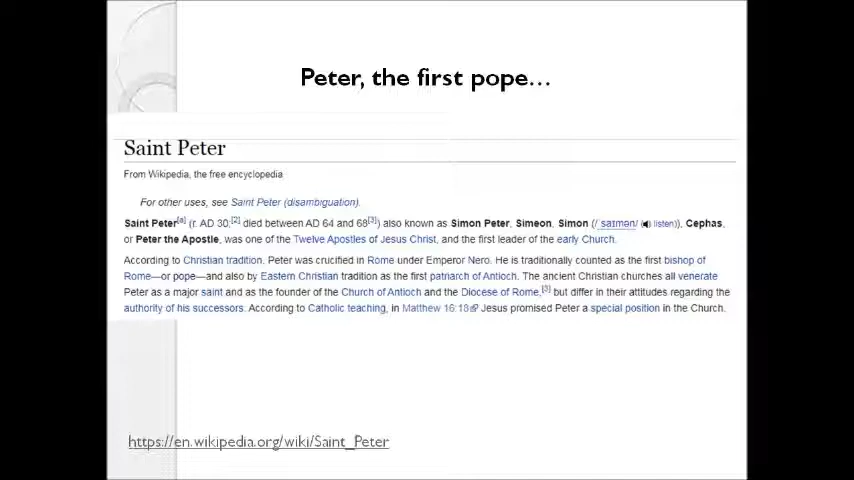 Peter, the first pope...
Saint Peter
From Wikipedia, the free encyclopedia
For other uses, see Saint Peter (disambiguation).
Saint Peter[a] (r. AD 30;[2] died between AD 64 and 68[3]) also known as Simon Peter, Simeon, Simon (/ˈsaɪmən/ (listen)), Cephas,
or Peter the Apostle, was one of the Twelve Apostles of Jesus Christ, and the first leader of the early Church.
According to Christian tradition, Peter was crucified in Rome under Emperor Nero. He is traditionally counted as the first bishop of
Rome—or pope—and also by Eastern Christian tradition as the first patriarch of Antioch. The ancient Christian churches all venerate
Peter as a major saint and as the founder of the Church of Antioch and the Diocese of Rome,[3] but differ in their attitudes regarding the
authority of his successors. According to Catholic teaching, in Matthew 16:18 Jesus promised Peter a special position in the Church.
https://en.wikipedia.org/wiki/Saint_Peter